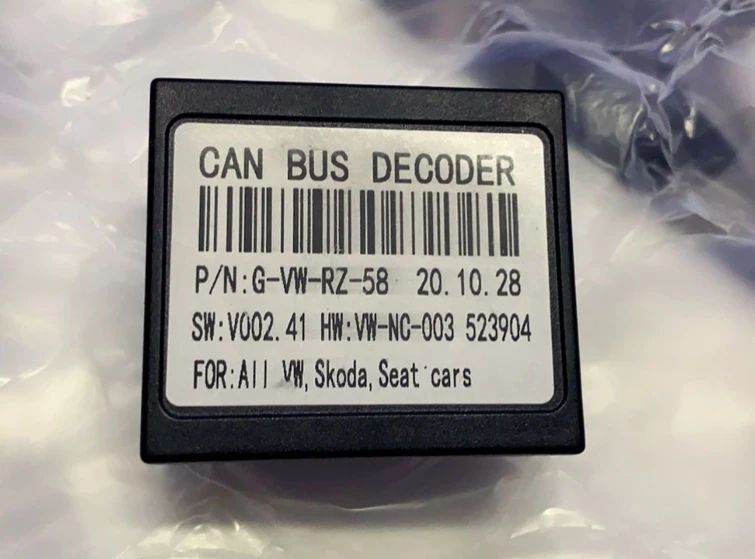 CAN BUS DECODER
P/N:G-VW-RZ-58 20.10.28
SW:V002.41 HW:VW-NC-003 523904
FOR:All VW,Skoda,Seat cars